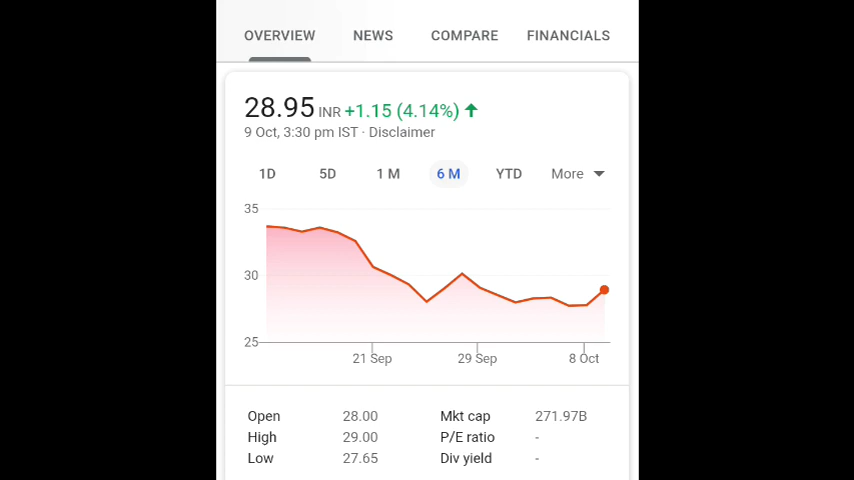 OVERVIEW NEWS COMPARE FINANCIALS
28.95 INR +1.15 (4.14%) ↑
9 Oct, 3:30 pm IST · Disclaimer
1D 5D 1 M 6 M YTD More
35
30
25
21 Sep 29 Sep 8 Oct
Open 28.00 Mkt cap 271.97B
High 29.00 P/E ratio -
Low 27.65 Div yield -